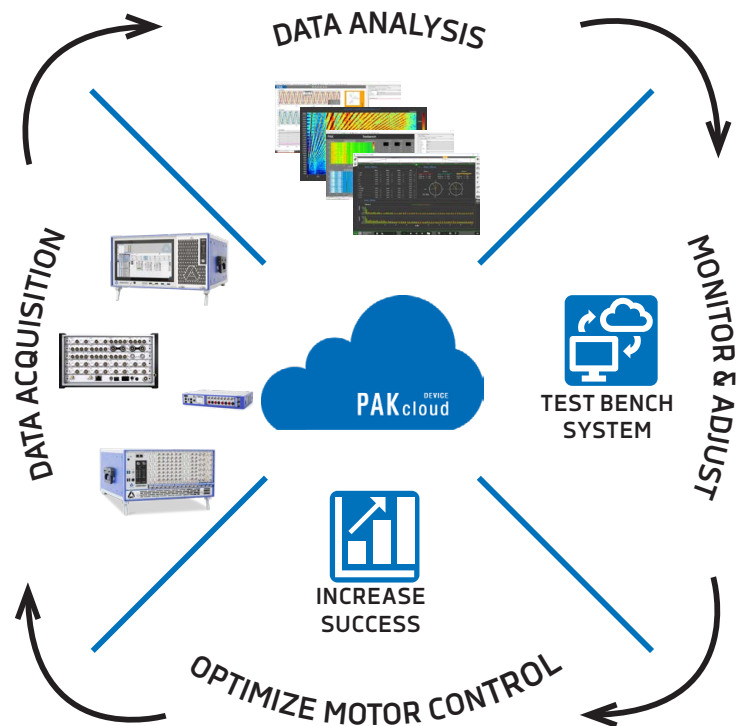 DATA ANALYSIS
DATA ACQUISITION
MONITOR & ADJUST
DEVICE
PAK cloud
TEST BENCH
SYSTEM
INCREASE
SUCCESS
OPTIMIZE MOTOR CONTROL